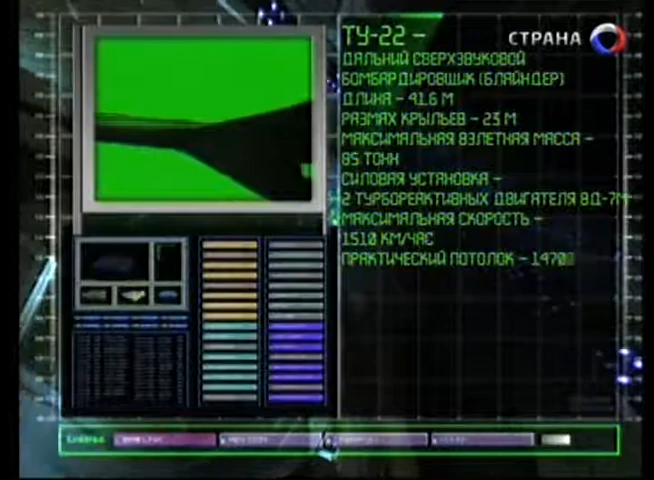 ТУ-22 –
СТРАНА
ДАЛЬНИЙ СВЕРХЗВУКОВОЙ
БОМБАРДИРОВЩИК (БЛАЙНДЕР)
ДЛИНА – 41.6 М
РАЗМАХ КРЫЛЬЕВ – 23 М
МАКСИМАЛЬНАЯ ВЗЛЕТНАЯ МАССА –
85 ТОНН
СИЛОВАЯ УСТАНОВКА –
2 ТУРБОРЕАКТИВНЫХ ДВИГАТЕЛЯ ВД-7М
МАКСИМАЛЬНАЯ СКОРОСТЬ –
1510 КМ/ЧАС
ПРАКТИЧЕСКИЙ ПОТОЛОК – 1470